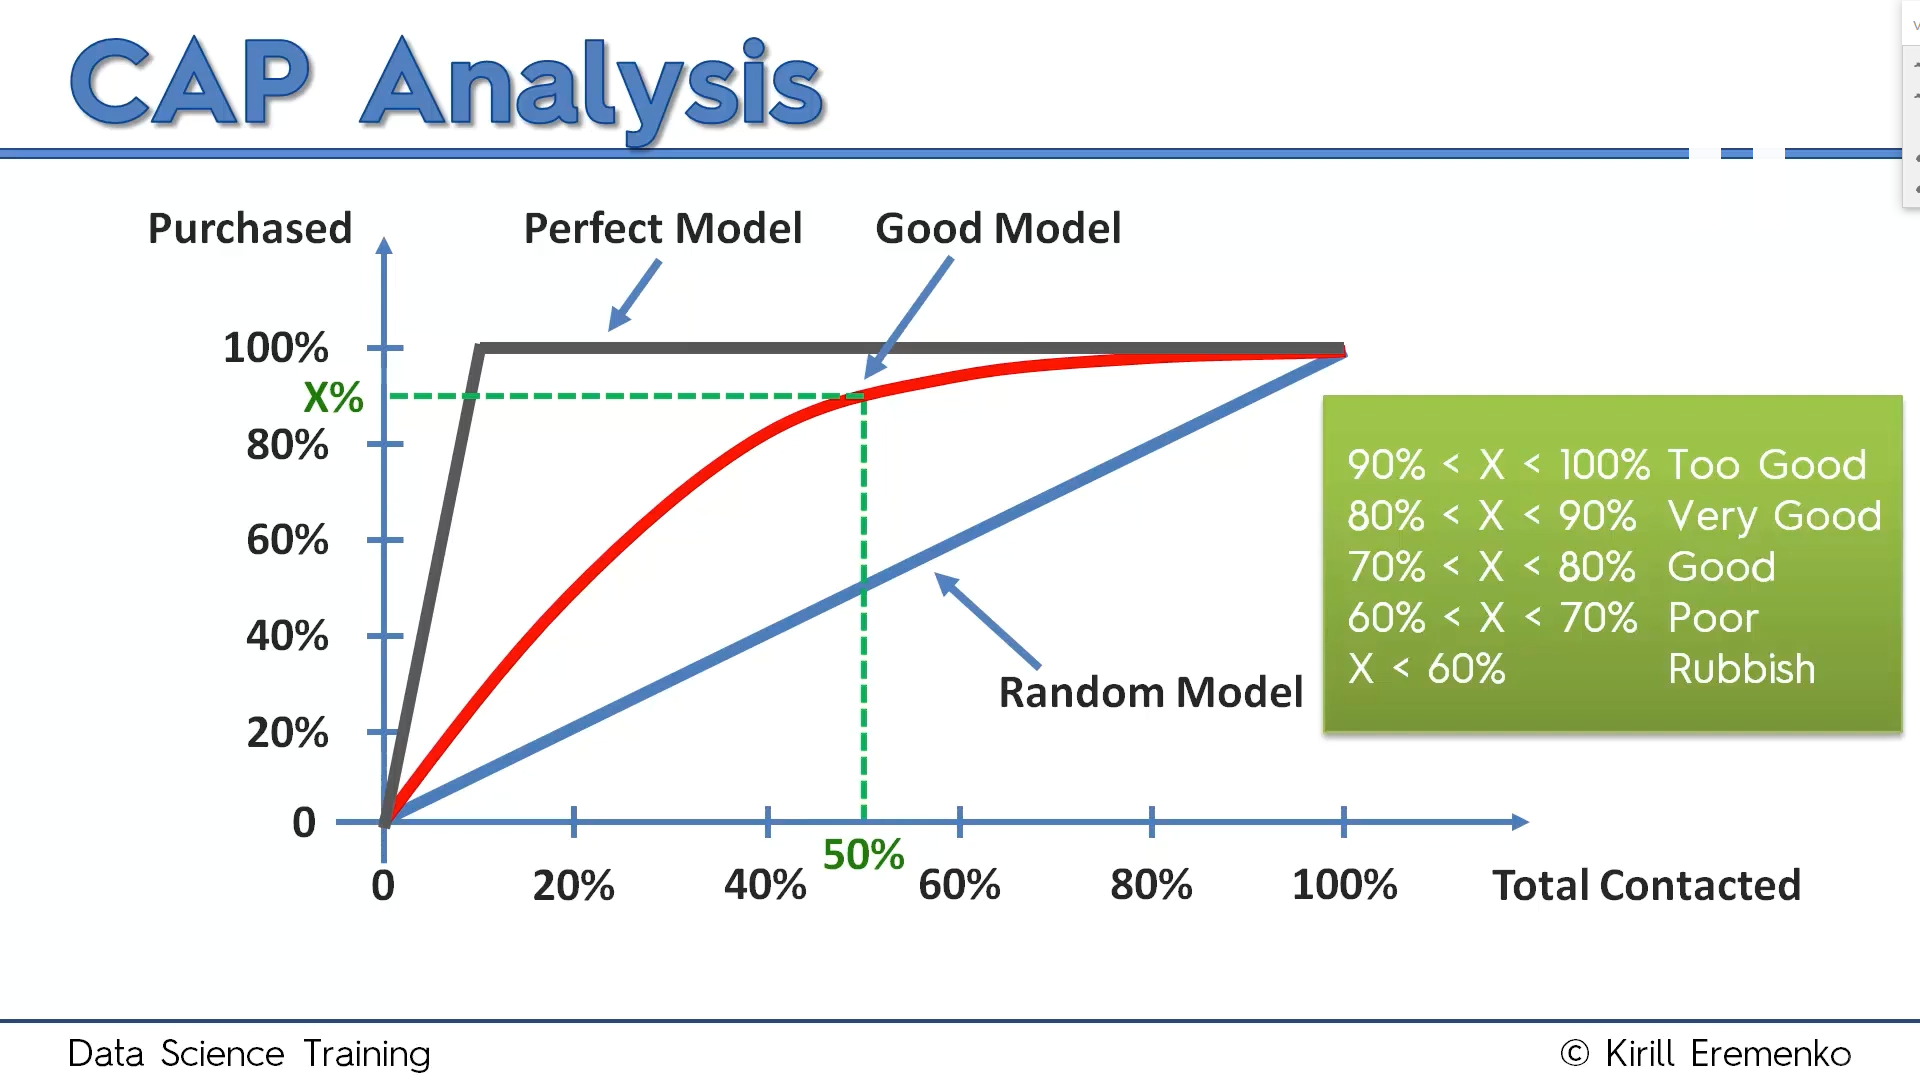 CAP Analysis
Purchased
Perfect Model
Good Model
100%
X%
80%
60%
40%
20%
0
90% < X < 100% Too Good
80% < X < 90% Very Good
70% < X < 80% Good
60% < X < 70% Poor
X < 60% Rubbish
Random Model
50%
0
20%
40%
60%
80%
100%
Total Contacted
Data Science Training
© Kirill Eremenko